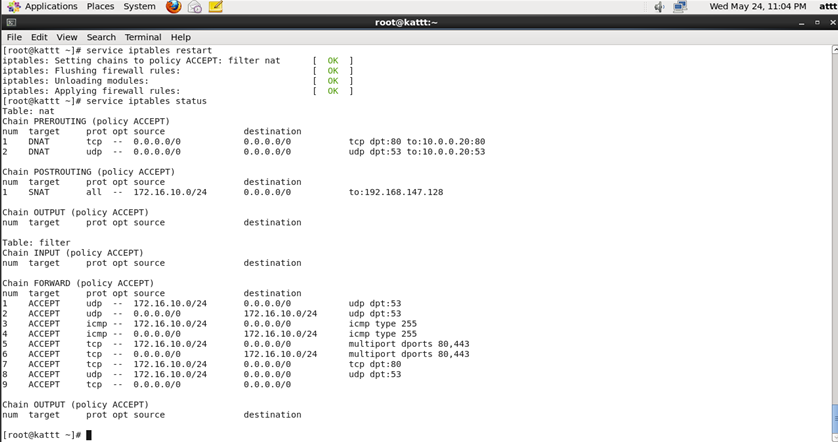 Applications Places System Wed May 24, 11:04 PM attt
root@kattt:~
File Edit View Search Terminal Help
[root@kattt ~]# service iptables restart
iptables: Setting chains to policy ACCEPT: filter nat [ OK ]
iptables: Flushing firewall rules: [ OK ]
iptables: Unloading modules: [ OK ]
iptables: Applying firewall rules: [ OK ]
[root@kattt ~]# service iptables status
Table: nat
Chain PREROUTING (policy ACCEPT)
num target prot opt source destination
1 DNAT tcp -- 0.0.0.0/0 0.0.0.0/0 tcp dpt:80 to:10.0.0.20:80
2 DNAT udp -- 0.0.0.0/0 0.0.0.0/0 udp dpt:53 to:10.0.0.20:53
Chain POSTROUTING (policy ACCEPT)
num target prot opt source destination
1 SNAT all -- 172.16.10.0/24 0.0.0.0/0 to:192.168.147.128
Chain OUTPUT (policy ACCEPT)
num target prot opt source destination
Table: filter
Chain INPUT (policy ACCEPT)
num target prot opt source destination
Chain FORWARD (policy ACCEPT)
num target prot opt source destination
1 ACCEPT udp -- 172.16.10.0/24 0.0.0.0/0 udp dpt:53
2 ACCEPT udp -- 0.0.0.0/0 172.16.10.0/24 udp dpt:53
3 ACCEPT icmp -- 172.16.10.0/24 0.0.0.0/0 icmp type 255
4 ACCEPT icmp -- 0.0.0.0/0 172.16.10.0/24 icmp type 255
5 ACCEPT tcp -- 172.16.10.0/24 0.0.0.0/0 multiport dports 80,443
6 ACCEPT tcp -- 0.0.0.0/0 172.16.10.0/24 multiport dports 80,443
7 ACCEPT tcp -- 172.16.10.0/24 0.0.0.0/0 tcp dpt:80
8 ACCEPT udp -- 172.16.10.0/24 0.0.0.0/0 udp dpt:53
9 ACCEPT tcp -- 0.0.0.0/0 0.0.0.0/0
Chain OUTPUT (policy ACCEPT)
num target prot opt source destination
[root@kattt ~]#